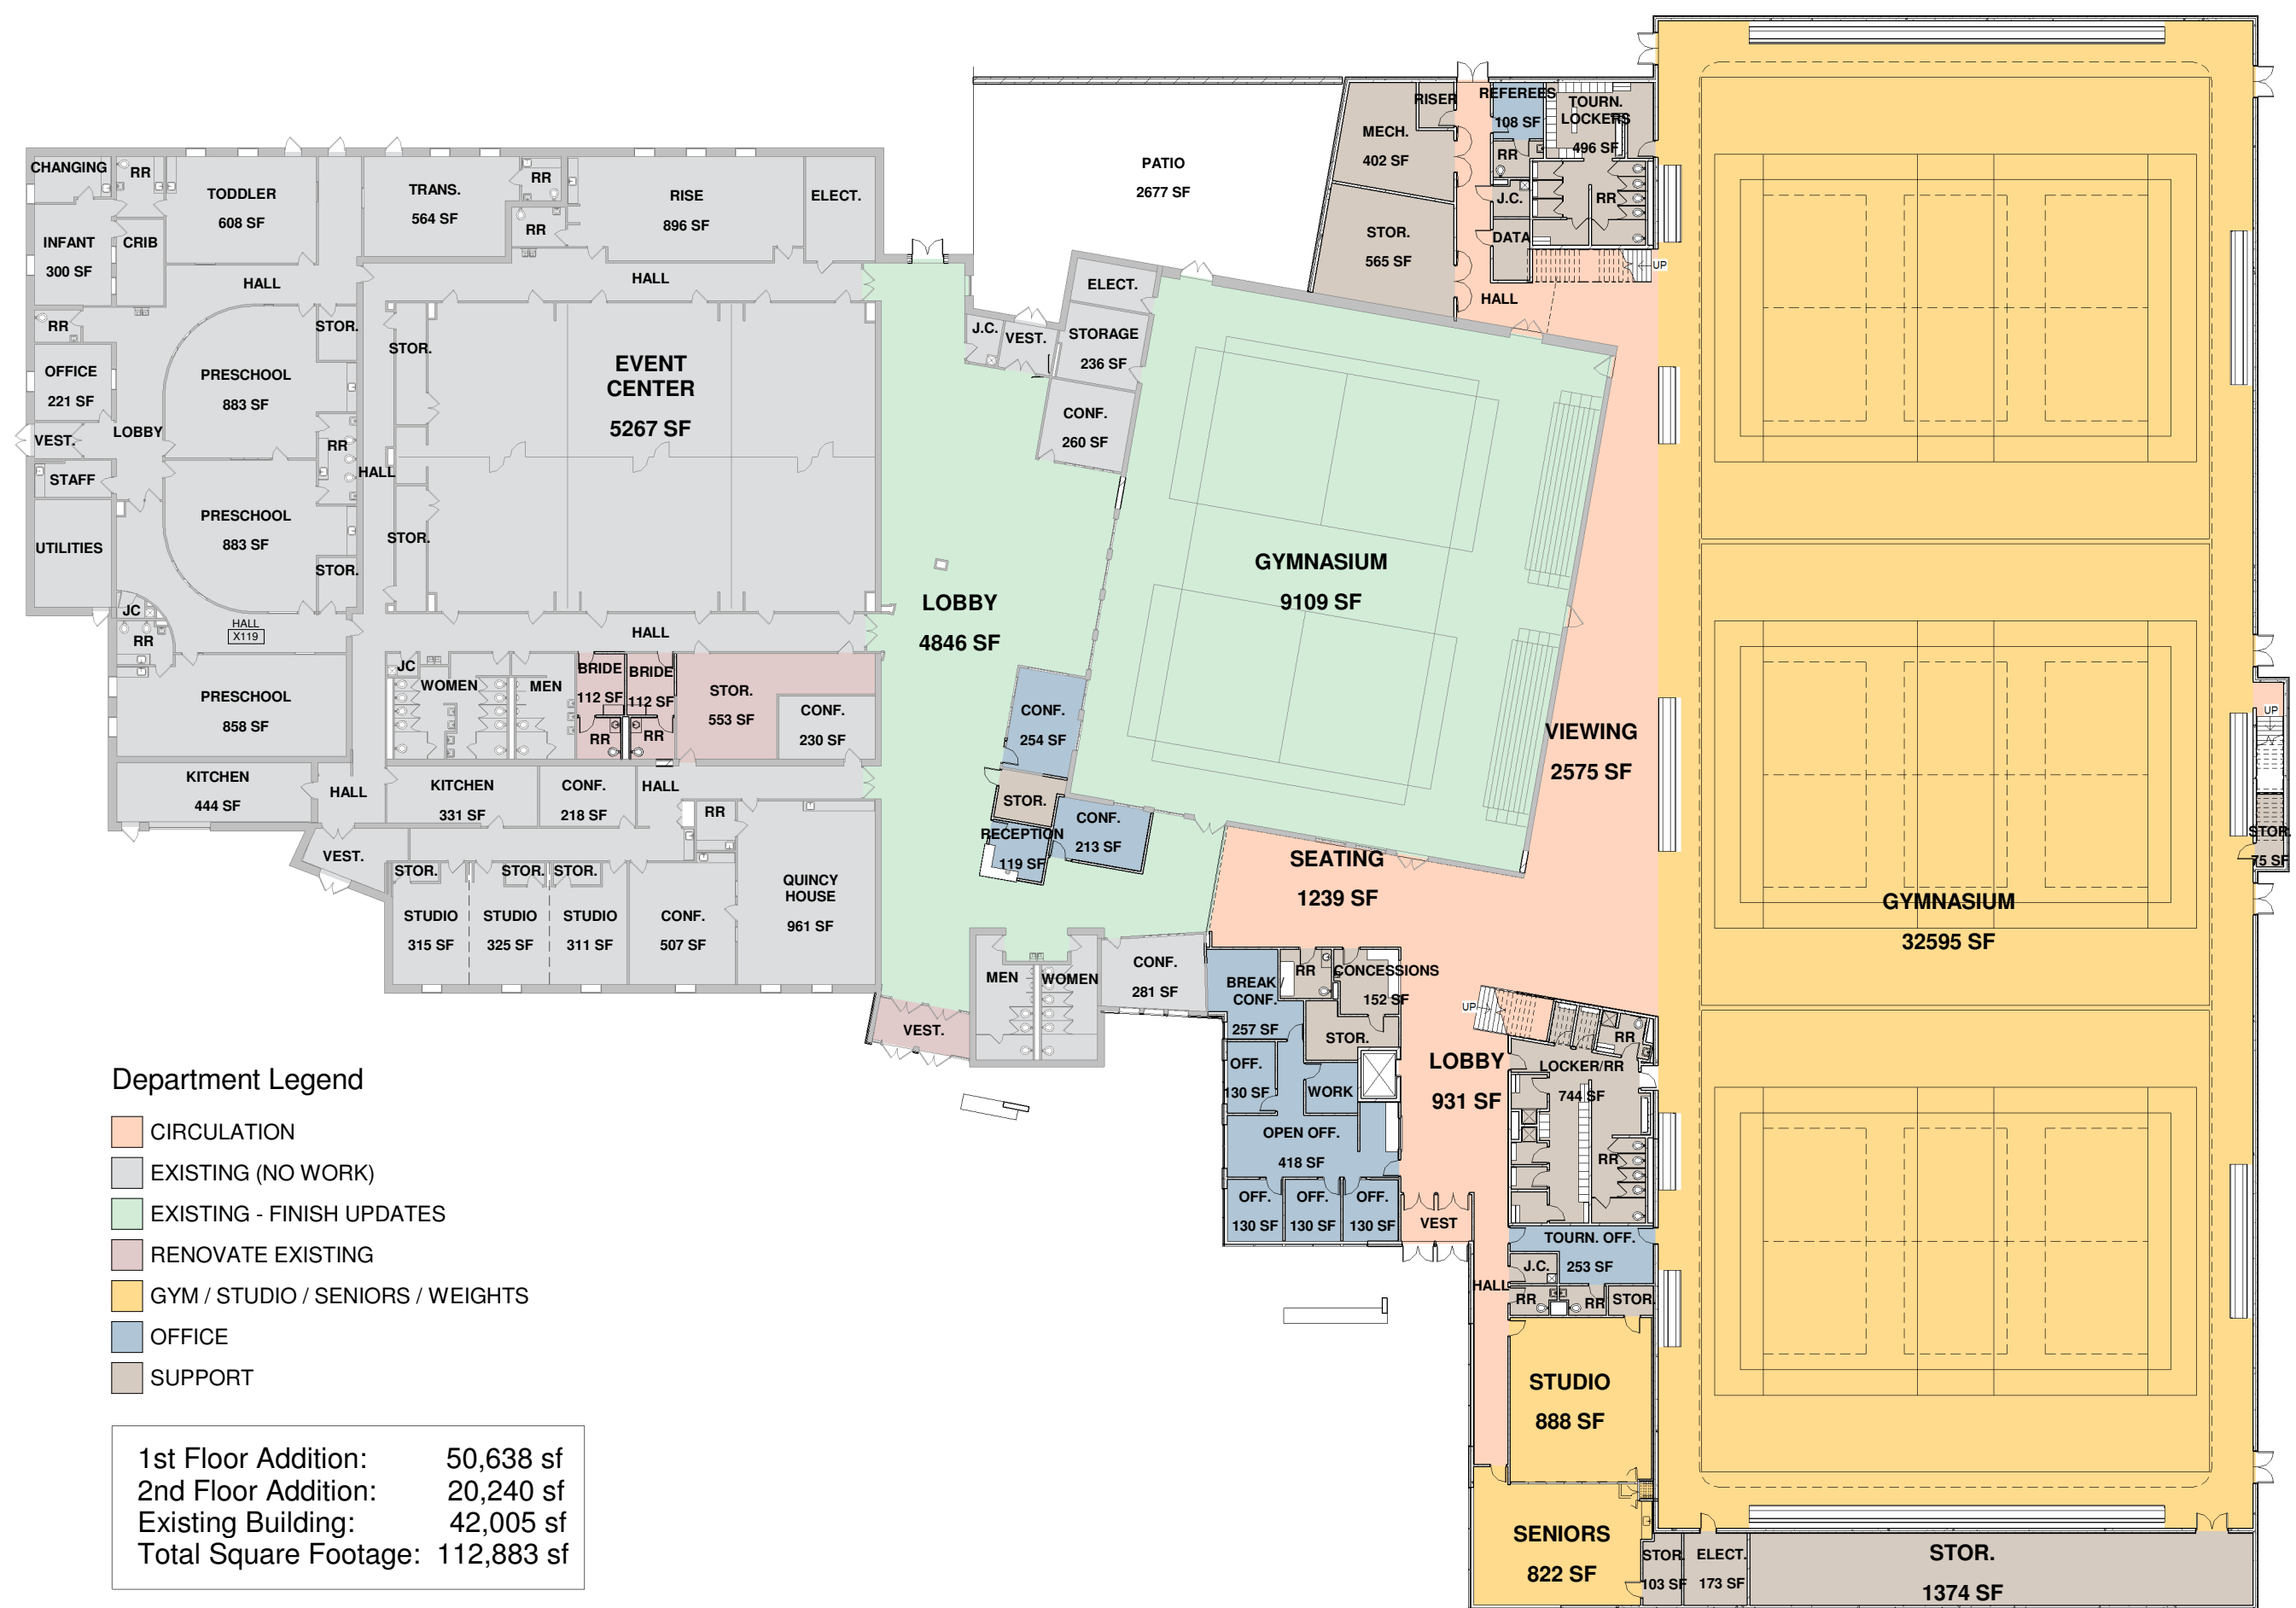 CHANGING
RR
TODDLER
608 SF
TRANS.
564 SF
RR
RR
RISE
896 SF
ELECT.
INFANT
300 SF
CRIB
HALL
HALL
RR
STOR.
STOR.
OFFICE
221 SF
PRESCHOOL
883 SF
VEST.
LOBBY
RR
HALL
STAFF
EVENT
CENTER
5267 SF
UTILITIES
PRESCHOOL
883 SF
STOR.
STOR.
JC
RR
HALL
X119
HALL
PRESCHOOL
858 SF
JC
WOMEN
MEN
BRIDE
112 SF
RR
BRIDE
112 SF
RR
STOR.
553 SF
CONF.
230 SF
KITCHEN
444 SF
HALL
KITCHEN
331 SF
CONF.
218 SF
HALL
RR
VEST.
STOR.
STOR.
STOR.
STUDIO
315 SF
STUDIO
325 SF
STUDIO
311 SF
CONF.
507 SF
QUINCY
HOUSE
961 SF
PATIO
2677 SF
ELECT.
J.C.
VEST.
STORAGE
236 SF
CONF.
260 SF
LOBBY
4846 SF
GYMNASIUM
9109 SF
CONF.
254 SF
STOR.
RECEPTION
119 SF
CONF.
213 SF
MEN
WOMEN
CONF.
281 SF
VEST.
MECH.
402 SF
RISER
REFEREES
108 SF
TOURN.
LOCKERS
496 SF
RR
J.C.
RR
DATA
STOR.
565 SF
UP
HALL
VIEWING
2575 SF
SEATING
1239 SF
BREAK /
CONF.
257 SF
RR
CONCESSIONS
152 SF
STOR.
UP
RR
OFF.
130 SF
WORK
LOBBY
931 SF
LOCKER/RR
744 SF
OPEN OFF.
418 SF
RR
OFF.
130 SF
OFF.
130 SF
OFF.
130 SF
VEST
TOURN. OFF.
253 SF
J.C.
HALL
RR
RR
STOR.
STUDIO
888 SF
SENIORS
822 SF
STOR.
103 SF
ELECT.
173 SF
STOR.
1374 SF
GYMNASIUM
32595 SF
UP
STOR.
75 SF
Department Legend
CIRCULATION
EXISTING (NO WORK)
EXISTING - FINISH UPDATES
RENOVATE EXISTING
GYM / STUDIO / SENIORS / WEIGHTS
OFFICE
SUPPORT
1st Floor Addition: 50,638 sf
2nd Floor Addition: 20,240 sf
Existing Building: 42,005 sf
Total Square Footage: 112,883 sf